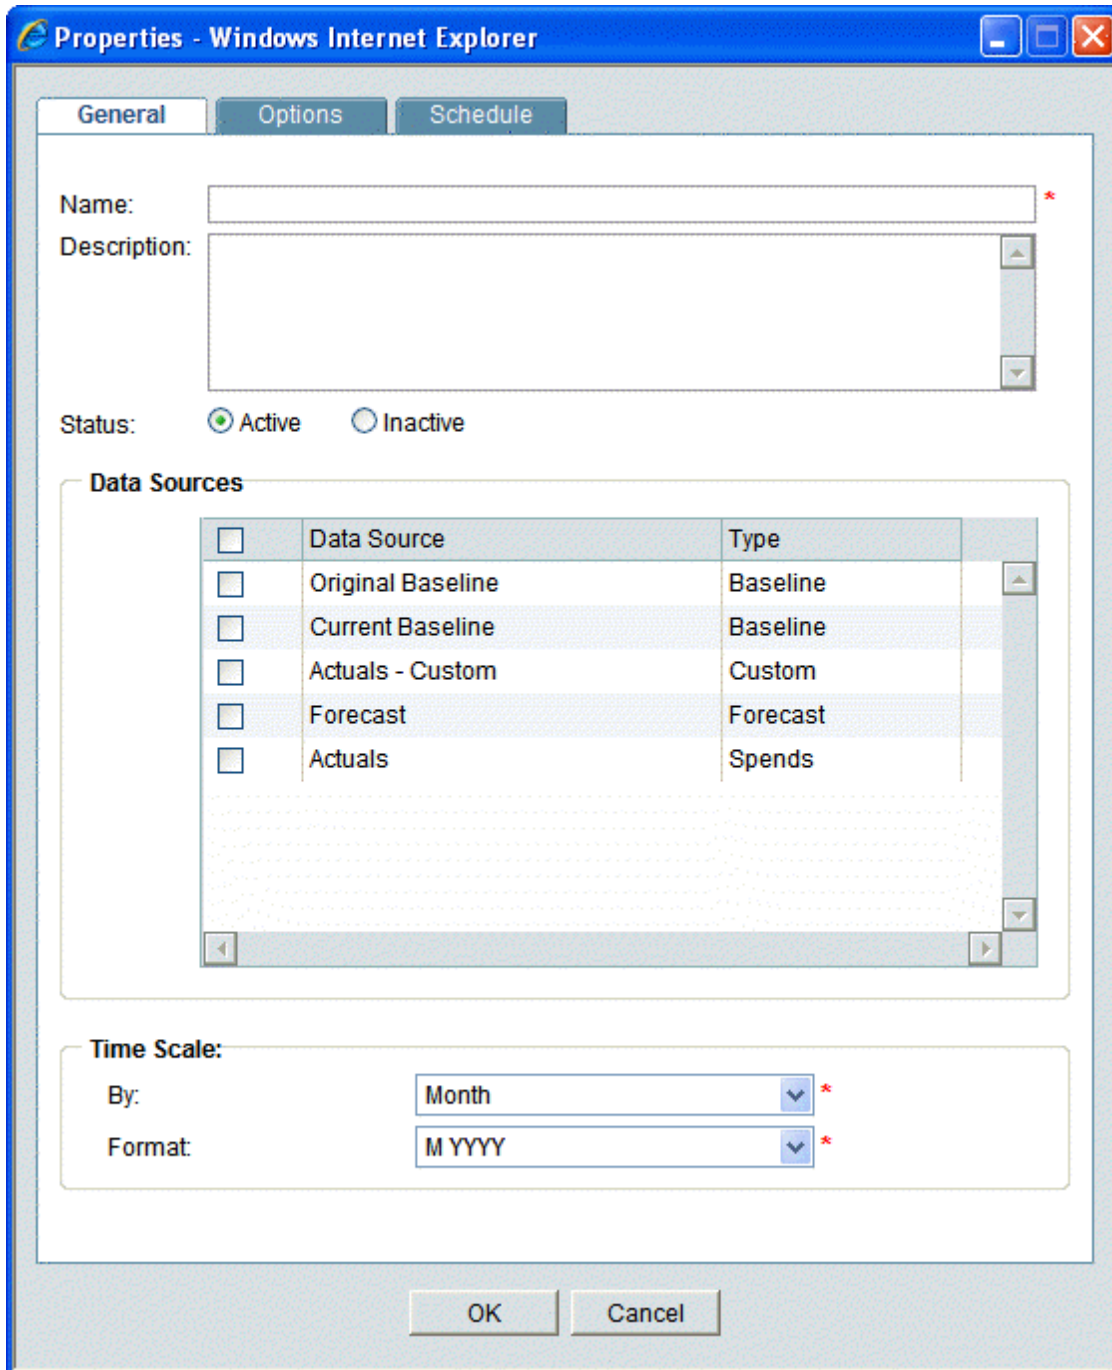 Properties - Windows Internet Explorer
General Options Schedule
Name: *
Description:
Status: Active Inactive
Data Sources
Data Source Type
Original Baseline Baseline
Current Baseline Baseline
Actuals - Custom Custom
Forecast Forecast
Actuals Spends
Time Scale:
By: Month *
Format: M YYYY *
OK Cancel